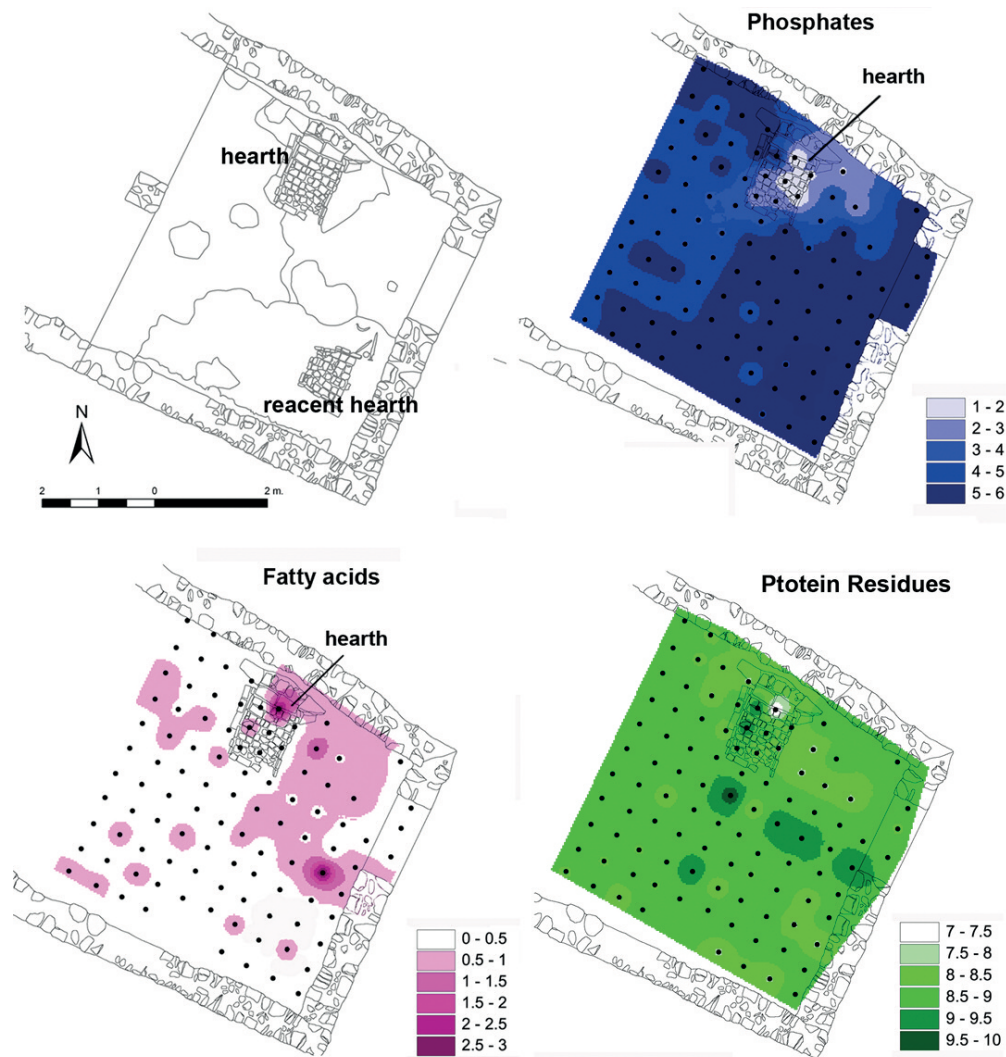 Phosphates
hearth
hearth
reacent hearth
N
2 1 0 2 m.
1 - 2
2 - 3
3 - 4
4 - 5
5 - 6
Fatty acids
hearth
0 - 0.5
0.5 - 1
1 - 1.5
1.5 - 2
2 - 2.5
2.5 - 3
Ptotein Residues
7 - 7.5
7.5 - 8
8 - 8.5
8.5 - 9
9 - 9.5
9.5 - 10